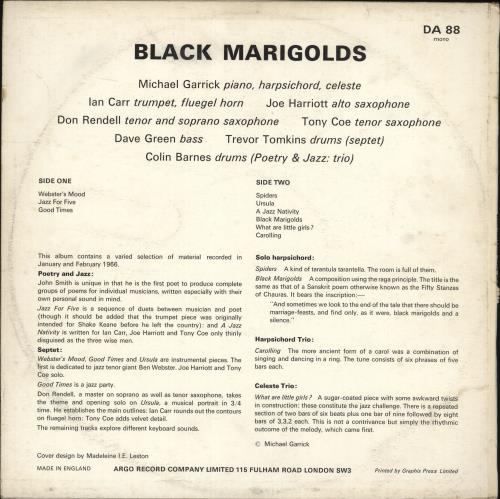 DA 88
mono
BLACK MARIGOLDS
Michael Garrick piano, harpsichord, celeste
Ian Carr trumpet, fluegel horn Joe Harriott alto saxophone
Don Rendell tenor and soprano saxophone Tony Coe tenor saxophone
Dave Green bass Trevor Tomkins drums (septet)
Colin Barnes drums (Poetry & Jazz: trio)
SIDE ONE
Webster's Mood
Jazz For Five
Good Times
SIDE TWO
Spiders
Ursula
A Jazz Nativity
Black Marigolds
What are little girls?
Carolling
This album contains a varied selection of material recorded in
January and February 1966.
Poetry and Jazz:
John Smith is unique in that he is the first poet to produce complete
groups of poems for individual musicians, written especially with their
own personal sound in mind.
Jazz For Five is a sequence of duets between musician and poet
(though it should be added that the trumpet piece was originally
intended for Shake Keane before he left the country): and A Jazz
Nativity is written for Ian Carr, Joe Harriott and Tony Coe only thinly
disguised as the three wise men.
Septet:
Webster's Mood, Good Times and Ursula are instrumental pieces. The
first is dedicated to jazz tenor giant Ben Webster. Joe Harriott and Tony
Coe solo.
Good Times is a jazz party.
Don Rendell, a master on soprano as well as tenor saxophone, takes
the theme and opening solo on Ursula, a musical portrait in 3/4
time. He establishes the main outlines: Ian Carr rounds out the contours
on fluegel horn: Tony Coe adds velvet detail.
The remaining tracks explore different keyboard sounds.
Solo harpsichord:
Spiders A kind of tarantula tarantella. The room is full of them.
Black Marigolds A composition using the raga principle. The title is the
same as that of a Sanskrit poem otherwise known as the Fifty Stanzas
of Chauras. It bears the inscription:—
"And sometimes we look to the end of the tale that there should be
marriage-feasts, and find only, as it were, black marigolds and a
silence."
Harpsichord Trio:
Carolling The more ancient form of a carol was a combination of
singing and dancing in a ring. The tune consists of six phrases of five
bars each.
Celeste Trio:
What are little girls? A sugar-coated piece with some awkward twists
in construction: these constitute the jazz challenge. There is a repeated
section of two bars of six beats plus one bar of nine followed by eight
bars of 3.3.2 each. This is not a contrivance but simply the rhythmic
outcome of the melody, which came first.
© Michael Garrick
Cover design by Madeleine I.E. Leston
MADE IN ENGLAND ARGO RECORD COMPANY LIMITED 115 FULHAM ROAD LONDON SW3 Printed by Graphic Press Limited